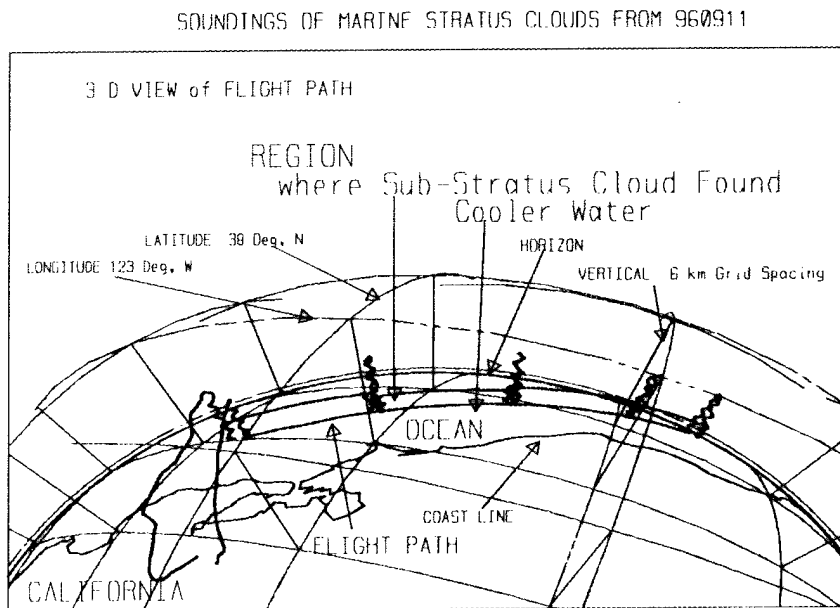 SOUNDINGS OF MARINE STRATUS CLOUDS FROM 960911
3 D VIEW of FLIGHT PATH
REGION
where Sub-Stratus Cloud Found
Cooler Water
LATITUDE 38 Deg. N
HORIZON
LONGITUDE 123 Deg. W
VERTICAL 6 km Grid Spacing
OCEAN
COAST LINE
FLIGHT PATH
CALIFORNIA